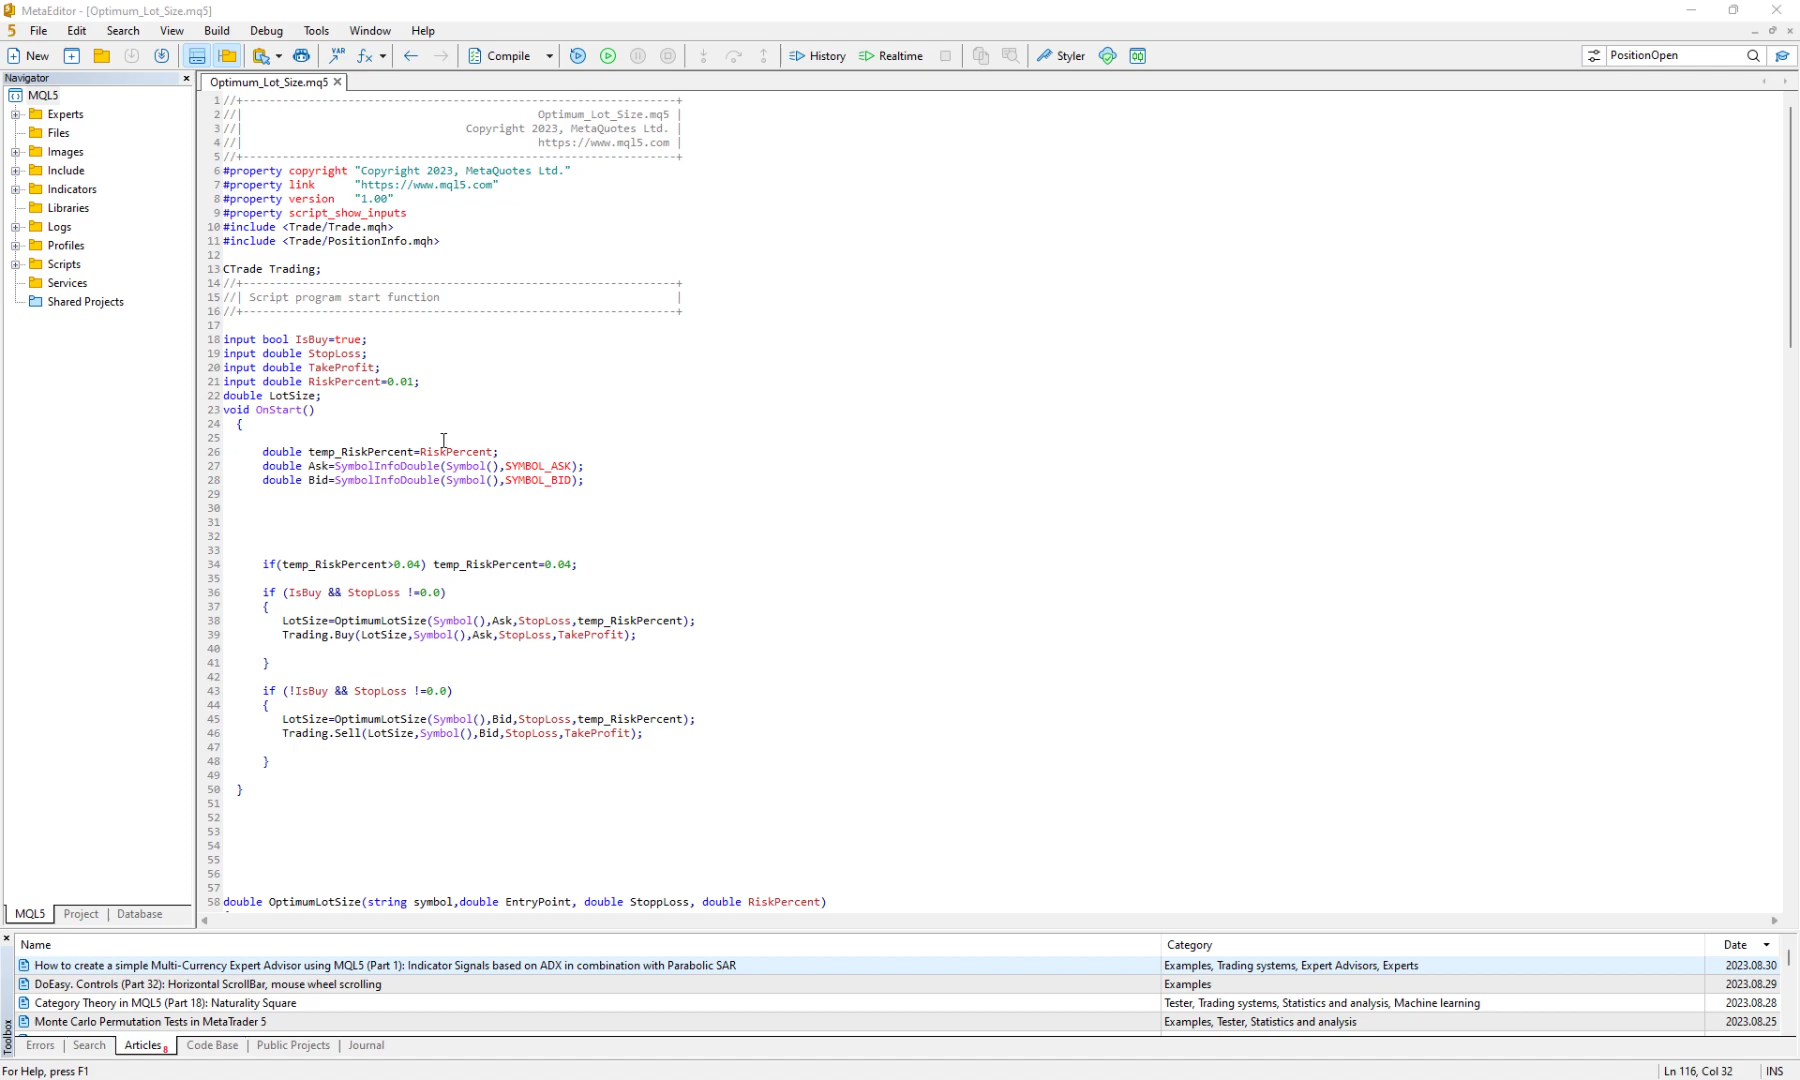 MetaEditor - [Optimum_Lot_Size.mq5]
5 File Edit Search View Build Debug Tools Window Help
New VAR fx Compile History Realtime Styler PositionOpen
Navigator
MQL5
Experts
Files
Images
Include
Indicators
Libraries
Logs
Profiles
Scripts
Services
Shared Projects
MQL5 Project Database
Optimum_Lot_Size.mq5
1 //+------------------------------------------------------------------+
2 //| Optimum_Lot_Size.mq5 |
3 //| Copyright 2023, MetaQuotes Ltd. |
4 //| https://www.mql5.com |
5 //+------------------------------------------------------------------+
6 #property copyright "Copyright 2023, MetaQuotes Ltd."
7 #property link "https://www.mql5.com"
8 #property version "1.00"
9 #property script_show_inputs
10 #include <Trade/Trade.mqh>
11 #include <Trade/PositionInfo.mqh>
12
13 CTrade Trading;
14 //+------------------------------------------------------------------+
15 //| Script program start function |
16 //+------------------------------------------------------------------+
17
18 input bool IsBuy=true;
19 input double StopLoss;
20 input double TakeProfit;
21 input double RiskPercent=0.01;
22 double LotSize;
23 void OnStart()
24 {
25
26 double temp_RiskPercent=RiskPercent;
27 double Ask=SymbolInfoDouble(Symbol(),SYMBOL_ASK);
28 double Bid=SymbolInfoDouble(Symbol(),SYMBOL_BID);
29
30
31
32
33
34 if(temp_RiskPercent>0.04) temp_RiskPercent=0.04;
35
36 if (IsBuy && StopLoss !=0.0)
37 {
38 LotSize=OptimumLotSize(Symbol(),Ask,StopLoss,temp_RiskPercent);
39 Trading.Buy(LotSize,Symbol(),Ask,StopLoss,TakeProfit);
40
41 }
42
43 if (!IsBuy && StopLoss !=0.0)
44 {
45 LotSize=OptimumLotSize(Symbol(),Bid,StopLoss,temp_RiskPercent);
46 Trading.Sell(LotSize,Symbol(),Bid,StopLoss,TakeProfit);
47
48 }
49
50 }
51
52
53
54
55
56
57
58 double OptimumLotSize(string symbol,double EntryPoint, double StoppLoss, double RiskPercent)
Name Category Date
How to create a simple Multi-Currency Expert Advisor using MQL5 (Part 1): Indicator Signals based on ADX in combination with Parabolic SAR Examples, Trading systems, Expert Advisors, Experts 2023.08.30
DoEasy. Controls (Part 32): Horizontal ScrollBar, mouse wheel scrolling Examples 2023.08.29
Category Theory in MQL5 (Part 18): Naturality Square Tester, Trading systems, Statistics and analysis, Machine learning 2023.08.28
Monte Carlo Permutation Tests in MetaTrader 5 Examples, Tester, Statistics and analysis 2023.08.25
Toolbox
Errors Search Articles 8 Code Base Public Projects Journal
For Help, press F1 Ln 116, Col 32 INS